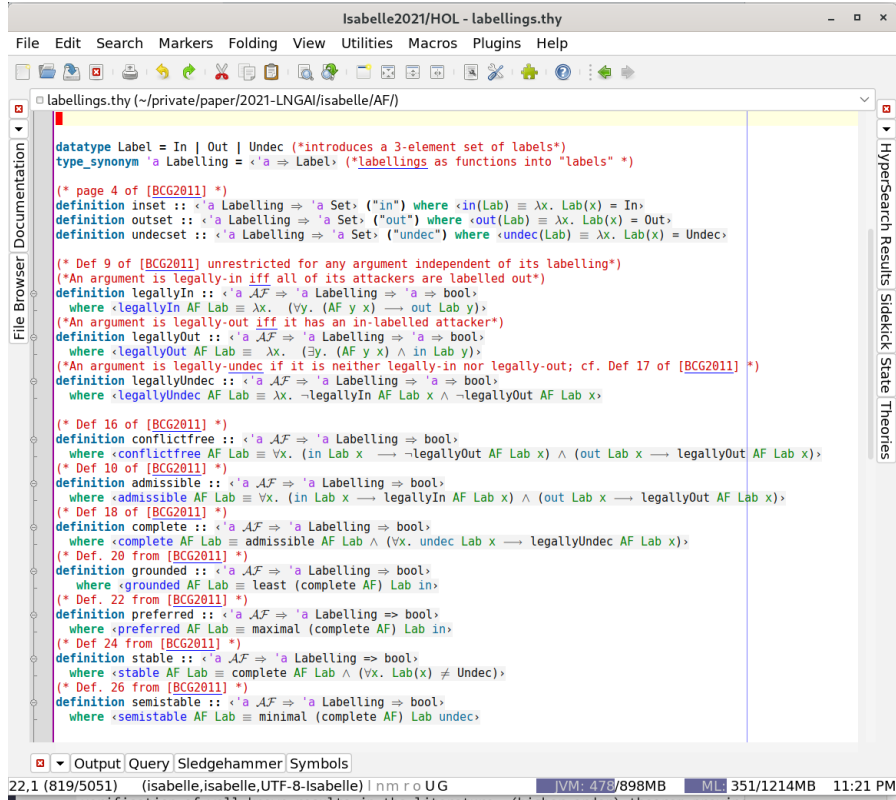 Isabelle2021/HOL - labellings.thy
File Edit Search Markers Folding View Utilities Macros Plugins Help
labellings.thy (~/private/paper/2021-LNGAI/isabelle/AF/)
datatype Label = In | Out | Undec (*introduces a 3-element set of labels*)
type_synonym 'a Labelling = ‹'a ⇒ Label› (*labellings as functions into "labels" *)
(* page 4 of [BCG2011] *)
definition inset :: ‹'a Labelling ⇒ 'a Set› ("in") where ‹in(Lab) ≡ λx. Lab(x) = In›
definition outset :: ‹'a Labelling ⇒ 'a Set› ("out") where ‹out(Lab) ≡ λx. Lab(x) = Out›
definition undecset :: ‹'a Labelling ⇒ 'a Set› ("undec") where ‹undec(Lab) ≡ λx. Lab(x) = Undec›
(* Def 9 of [BCG2011] unrestricted for any argument independent of its labelling*)
(*An argument is legally-in iff all of its attackers are labelled out*)
definition legallyIn :: ‹'a 𝒜ℱ ⇒ 'a Labelling ⇒ 'a ⇒ bool›
where ‹legallyIn AF Lab ≡ λx. (∀y. (AF y x) ⟶ out Lab y)›
(*An argument is legally-out iff it has an in-labelled attacker*)
definition legallyOut :: ‹'a 𝒜ℱ ⇒ 'a Labelling ⇒ 'a ⇒ bool›
where ‹legallyOut AF Lab ≡ λx. (∃y. (AF y x) ∧ in Lab y)›
(*An argument is legally-undec if it is neither legally-in nor legally-out; cf. Def 17 of [BCG2011] *)
definition legallyUndec :: ‹'a 𝒜ℱ ⇒ 'a Labelling ⇒ 'a ⇒ bool›
where ‹legallyUndec AF Lab ≡ λx. ¬legallyIn AF Lab x ∧ ¬legallyOut AF Lab x›
(* Def 16 of [BCG2011] *)
definition conflictfree :: ‹'a 𝒜ℱ ⇒ 'a Labelling ⇒ bool›
where ‹conflictfree AF Lab ≡ ∀x. (in Lab x ⟶ ¬legallyOut AF Lab x) ∧ (out Lab x ⟶ legallyOut AF Lab x)›
(* Def 10 of [BCG2011] *)
definition admissible :: ‹'a 𝒜ℱ ⇒ 'a Labelling ⇒ bool›
where ‹admissible AF Lab ≡ ∀x. (in Lab x ⟶ legallyIn AF Lab x) ∧ (out Lab x ⟶ legallyOut AF Lab x)›
(* Def 18 of [BCG2011] *)
definition complete :: ‹'a 𝒜ℱ ⇒ 'a Labelling ⇒ bool›
where ‹complete AF Lab ≡ admissible AF Lab ∧ (∀x. undec Lab x ⟶ legallyUndec AF Lab x)›
(* Def. 20 from [BCG2011] *)
definition grounded :: ‹'a 𝒜ℱ ⇒ 'a Labelling ⇒ bool›
where ‹grounded AF Lab ≡ least (complete AF) Lab in›
(* Def. 22 from [BCG2011] *)
definition preferred :: ‹'a 𝒜ℱ ⇒ 'a Labelling => bool›
where ‹preferred AF Lab ≡ maximal (complete AF) Lab in›
(* Def 24 from [BCG2011] *)
definition stable :: ‹'a 𝒜ℱ ⇒ 'a Labelling => bool›
where ‹stable AF Lab ≡ complete AF Lab ∧ (∀x. Lab(x) ≠ Undec)›
(* Def. 26 from [BCG2011] *)
definition semistable :: ‹'a 𝒜ℱ ⇒ 'a Labelling ⇒ bool›
where ‹semistable AF Lab ≡ minimal (complete AF) Lab undec›
Documentation
File Browser
HyperSearch Results
Sidekick
State
Theories
Output Query Sledgehammer Symbols
22,1 (819/5051) (isabelle,isabelle,UTF-8-Isabelle) l n m r o U G JVM: 478/898MB ML: 351/1214MB 11:21 PM